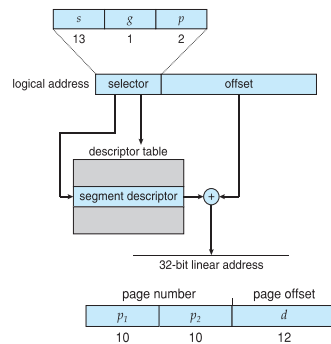 s g p
13 1 2
logical address selector offset
descriptor table
segment descriptor +
32-bit linear address
page number page offset
p1 p2 d
10 10 12